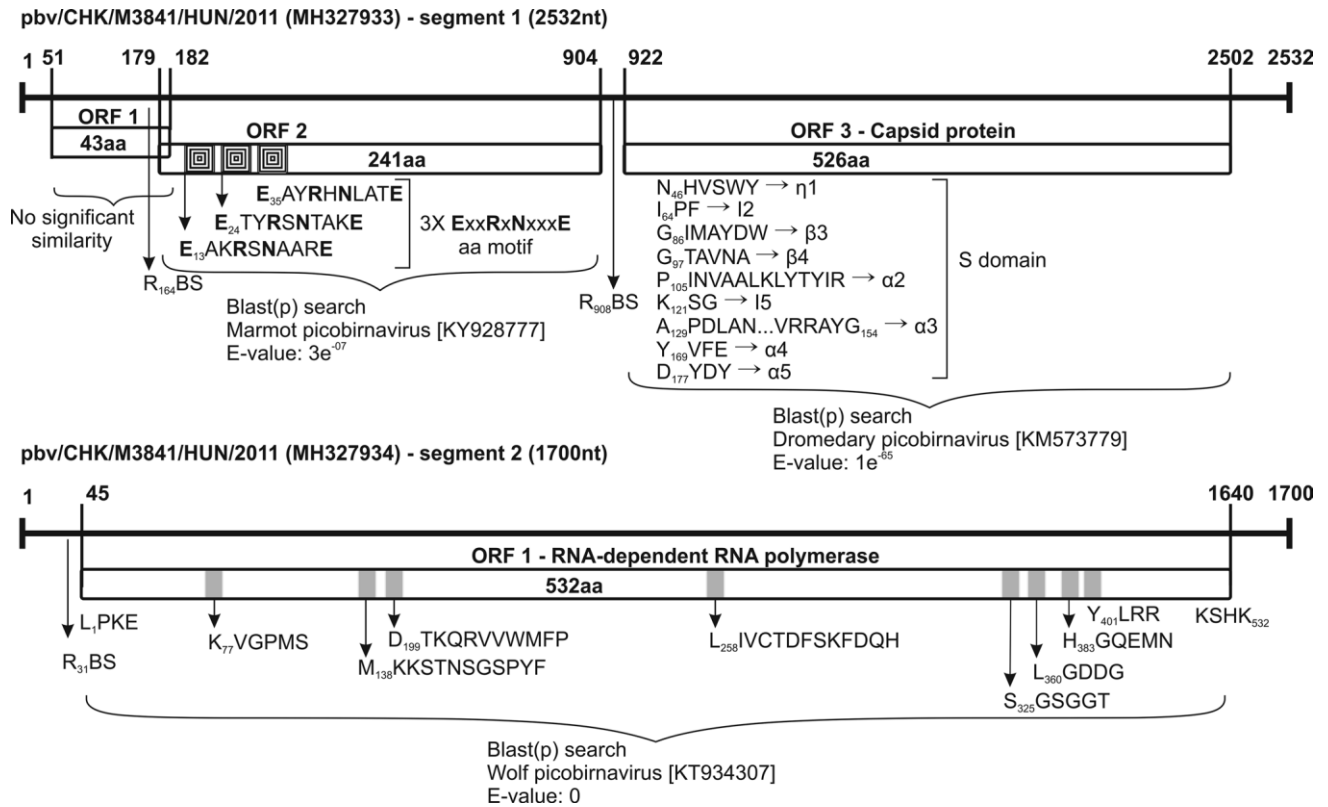 pbv/CHK/M3841/HUN/2011 (MH327933) - segment 1 (2532nt)
1 51 179 182 904 922 2502 2532
ORF 1
43aa
ORF 2
241aa
ORF 3 - Capsid protein
526aa
No significant
similarity
R164BS
E35AYRHNLATE
E24TYRSNTAKE
E13AKRSNAARE
3X ExxRxNxxxE
aa motif
Blast(p) search
Marmot picobirnavirus [KY928777]
E-value: 3e-07
R908BS
N46HVSWY → η1
I64PF → I2
G86IMAYDW → β3
G97TAVNA → β4
P105INVAALKLYTYIR → α2
K121SG → I5
A129PDLAN...VRRAYG154 → α3
Y169VFE → α4
D177YDY → α5
S domain
Blast(p) search
Dromedary picobirnavirus [KM573779]
E-value: 1e-65
pbv/CHK/M3841/HUN/2011 (MH327934) - segment 2 (1700nt)
1 45 1640 1700
ORF 1 - RNA-dependent RNA polymerase
532aa
R31BS
L1PKE
K77VGPMS
M138KKSTNSGSPYF
D199TKQRVVWMFP
L258IVCTDFSKFDQH
S325GSGGT
L360GDDG
H383GQEMN
Y401LRR
KSHK532
Blast(p) search
Wolf picobirnavirus [KT934307]
E-value: 0